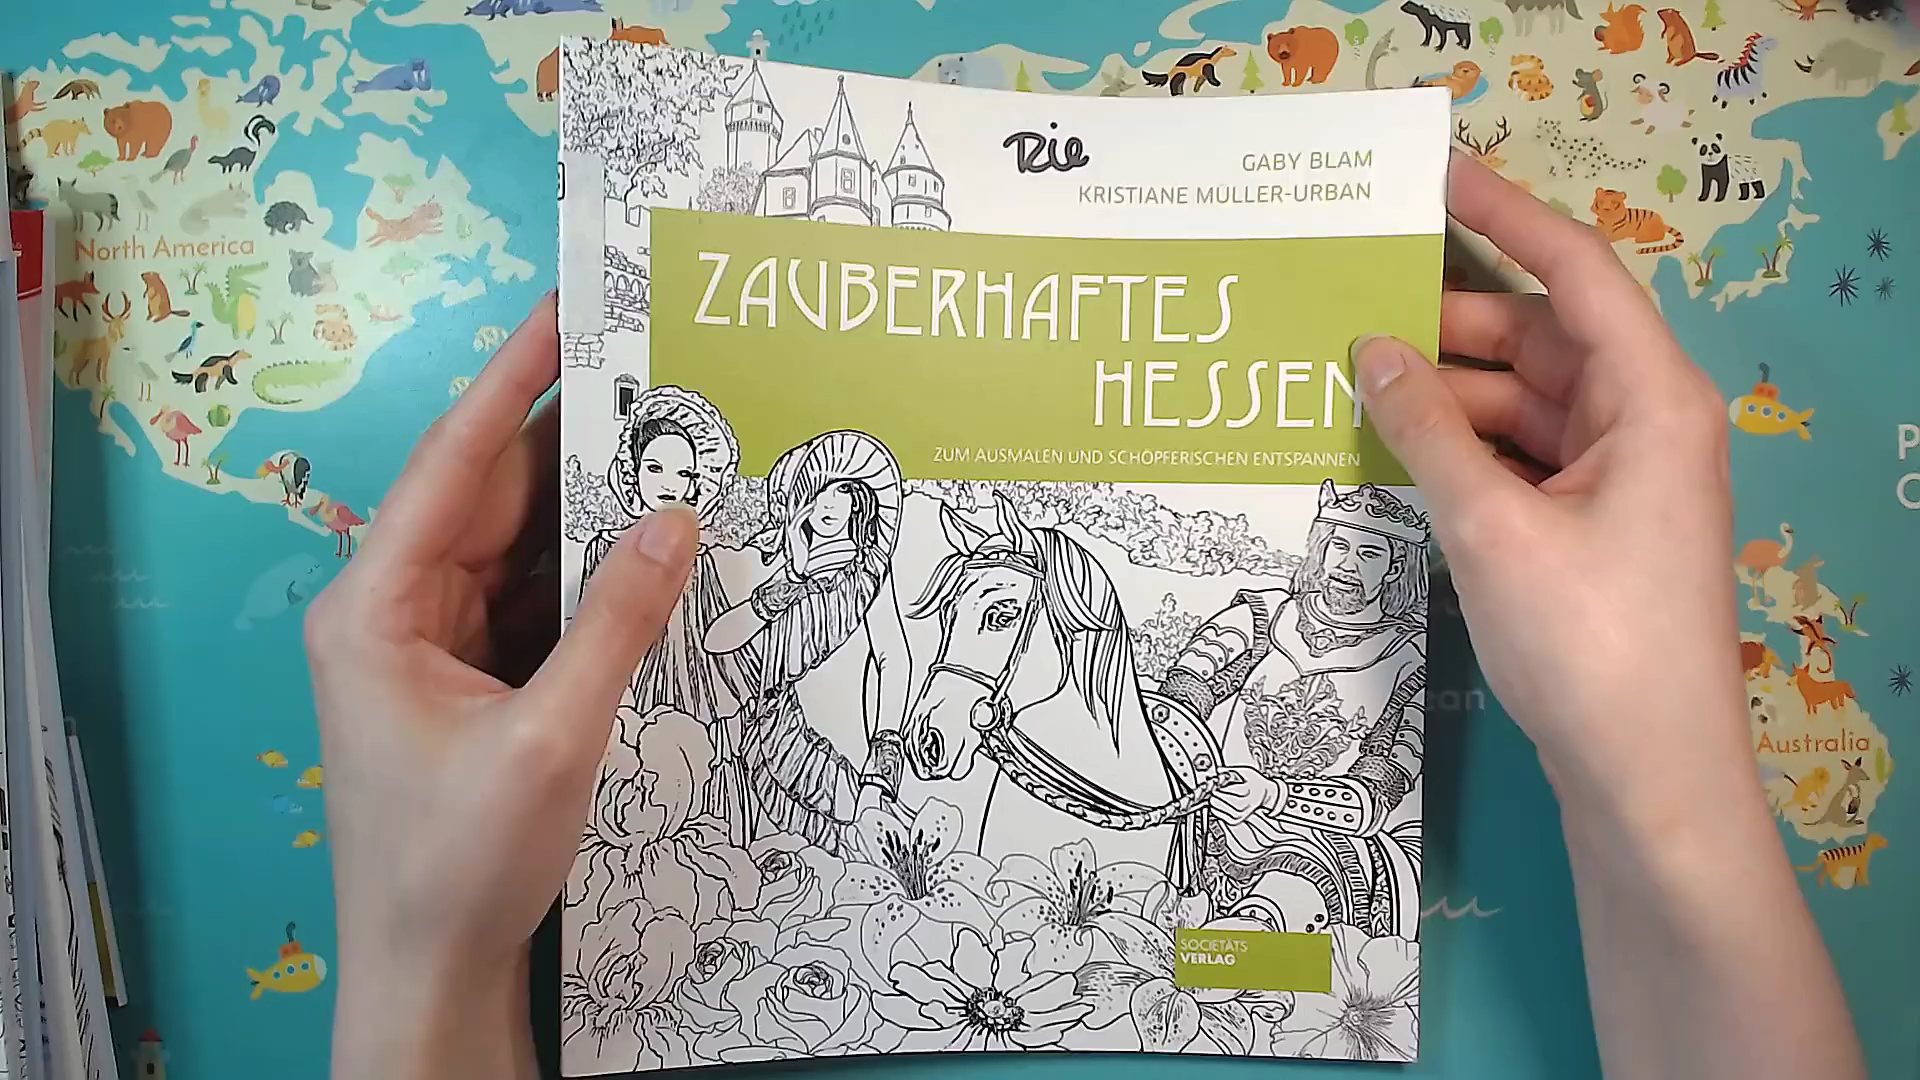 Rie
GABY BLAM
KRISTIANE MÜLLER-URBAN
ZAUBERHAFTES
HESSEN
ZUM AUSMALEN UND SCHÖPFERISCHEN ENTSPANNEN
SOCIETÄTS
VERLAG
North America
Australia